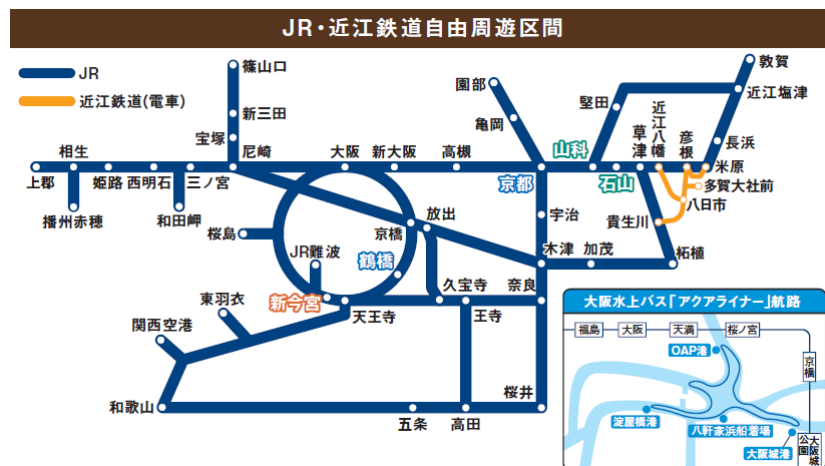 JR・近江鉄道自由周遊区間
JR
近江鉄道(電車)
篠山口
新三田
宝塚
尼崎
園部
亀岡
敦賀
近江塩津
堅田
長浜
近江八幡
彦根
草津
米原
山科
石山
多賀大社前
八日市
貴生川
柘植
上郡
相生
姫路
西明石
三ノ宮
大阪
新大阪
高槻
京都
播州赤穂
和田岬
桜島
京橋
放出
宇治
木津
加茂
JR難波
鶴橋
新今宮
天王寺
久宝寺
王寺
奈良
東羽衣
関西空港
和歌山
五条
高田
桜井
大阪水上バス「アクアライナー」航路
福島
大阪
天満
桜ノ宮
京橋
OAP港
淀屋橋港
八軒家浜船着場
大阪城港
大阪城公園